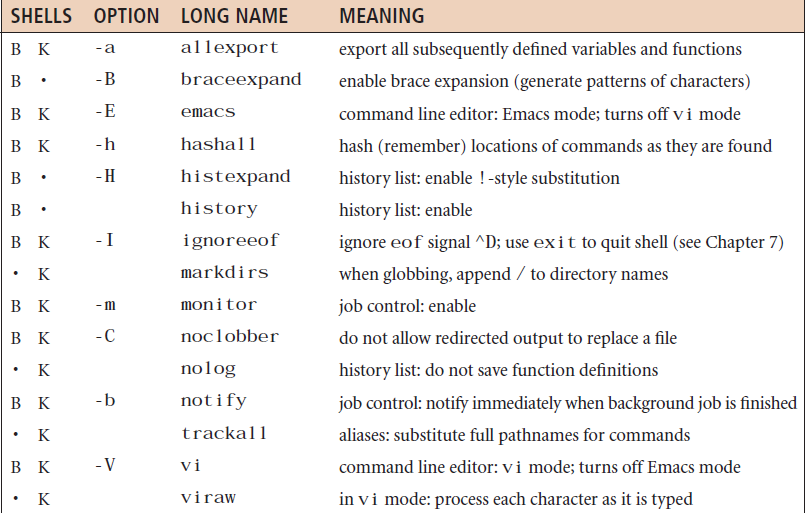 SHELLS OPTION LONG NAME MEANING
B K -a allexport export all subsequently defined variables and functions
B • -B braceexpand enable brace expansion (generate patterns of characters)
B K -E emacs command line editor: Emacs mode; turns off vi mode
B K -h hashall hash (remember) locations of commands as they are found
B • -H histexpand history list: enable !-style substitution
B • history history list: enable
B K -I ignoreeof ignore eof signal ^D; use exit to quit shell (see Chapter 7)
• K markdirs when globbing, append / to directory names
B K -m monitor job control: enable
B K -C noclobber do not allow redirected output to replace a file
• K nolog history list: do not save function definitions
B K -b notify job control: notify immediately when background job is finished
• K trackall aliases: substitute full pathnames for commands
B K -V vi command line editor: vi mode; turns off Emacs mode
• K viraw in vi mode: process each character as it is typed